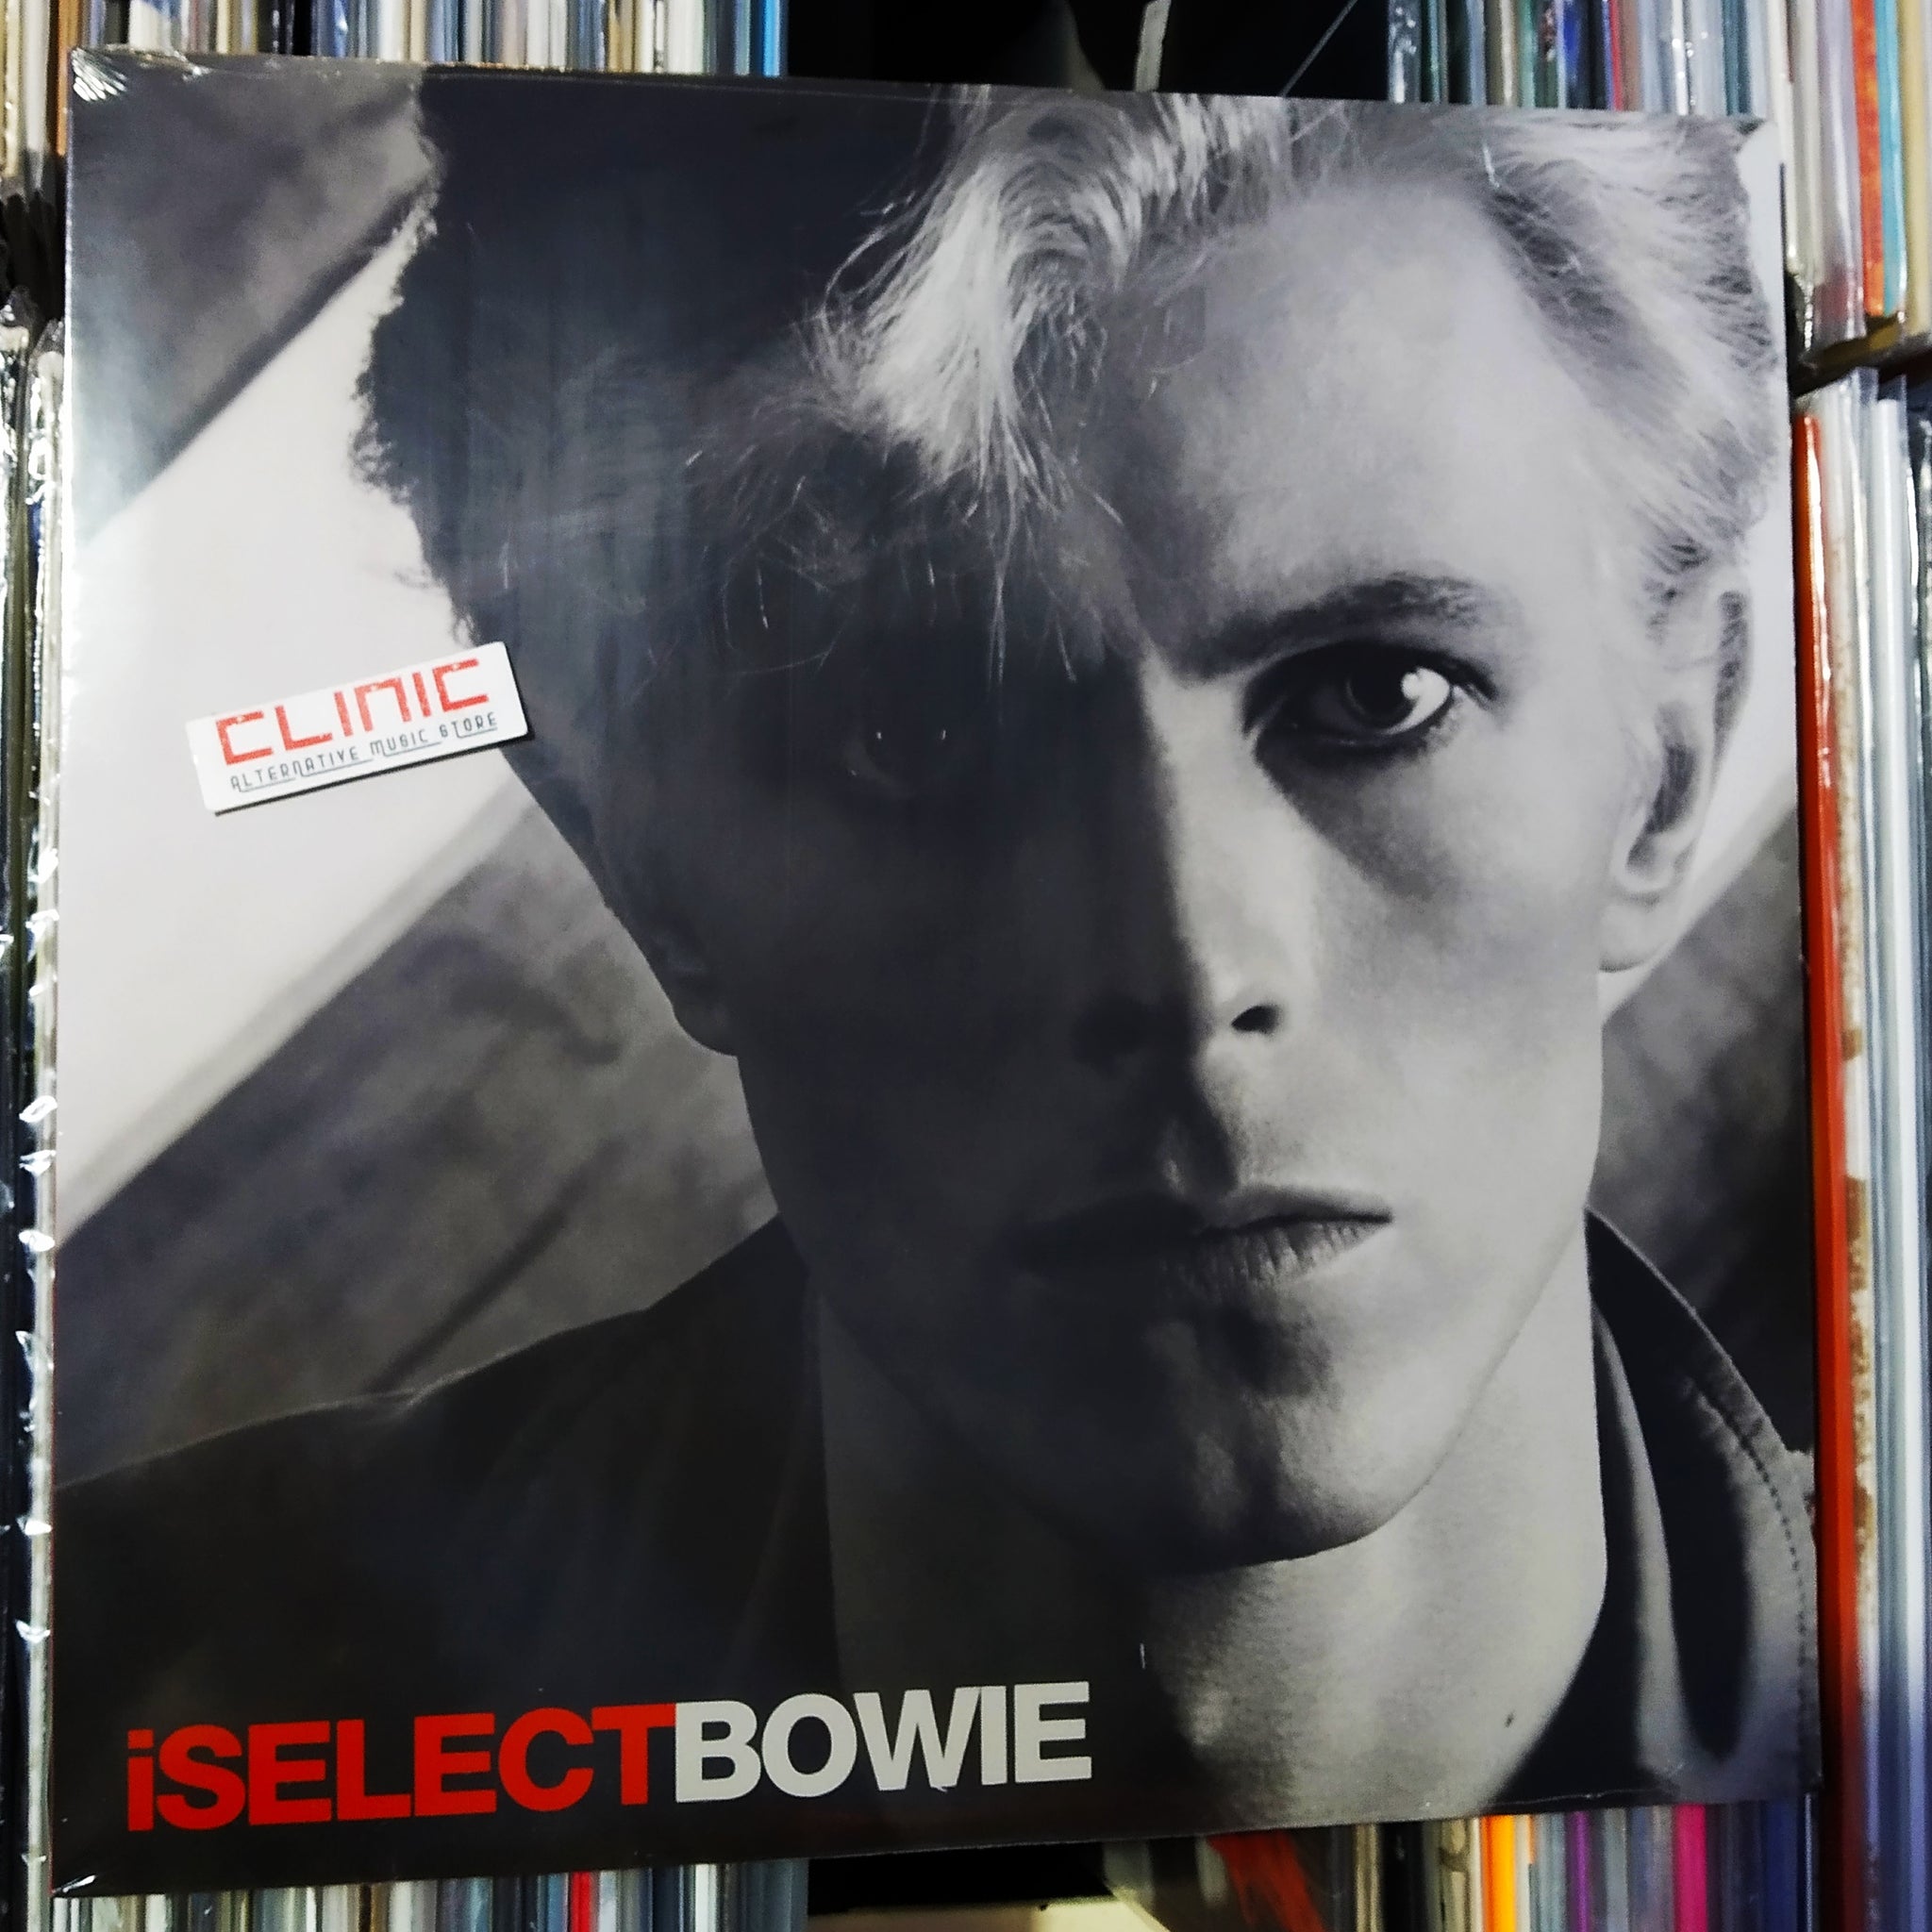 CLINIC
ALTERNATIVE MUSIC STORE
iSELECTBOWIE